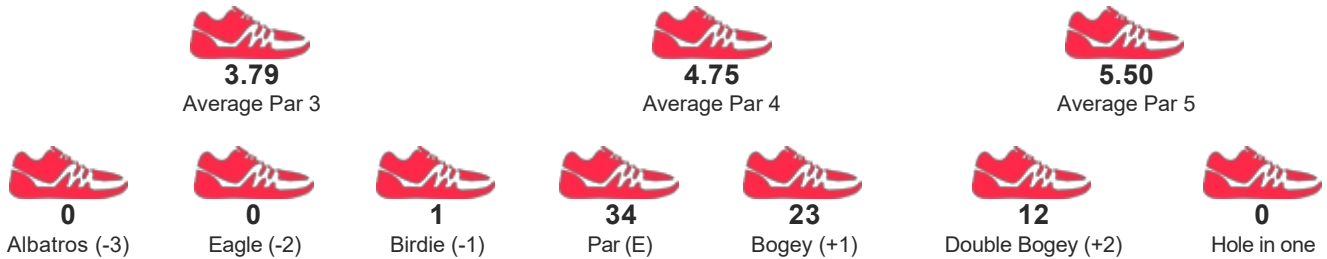 3.79 4.75 5.50
Average Par 3 Average Par 4 Average Par 5
0 0 1 34 23 12 0
Albatros (-3) Eagle (-2) Birdie (-1) Par (E) Bogey (+1) Double Bogey (+2) Hole in one